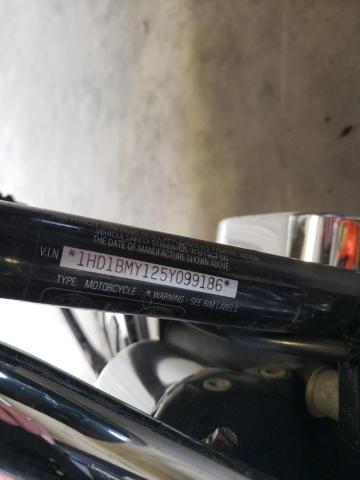 VEHICLE SAFETY STANDARDS IN EFFECT ON
THE DATE OF MANUFACTURE SHOWN ABOVE
V.I.N *1HD1BMY125Y099186*
TYPE: MOTORCYCLE * WARNING - SEE RIM LABELS